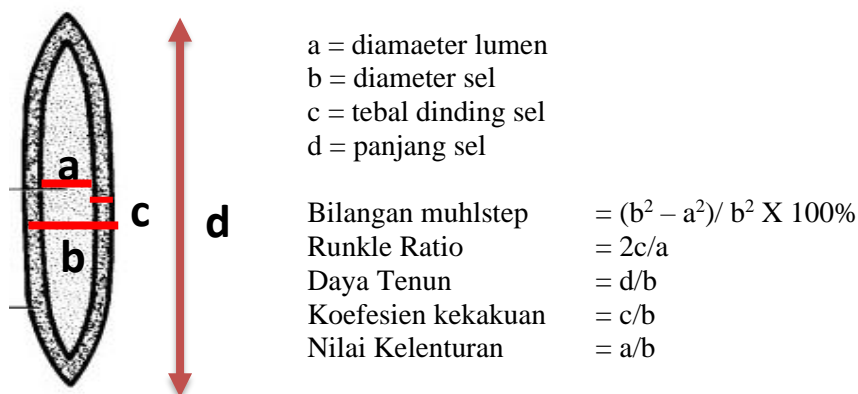 a = diamaeter lumen
b = diameter sel
c = tebal dinding sel
d = panjang sel
a
c
d
b
Bilangan muhlstep = (b² – a²)/ b² X 100%
Runkle Ratio = 2c/a
Daya Tenun = d/b
Koefesien kekakuan = c/b
Nilai Kelenturan = a/b